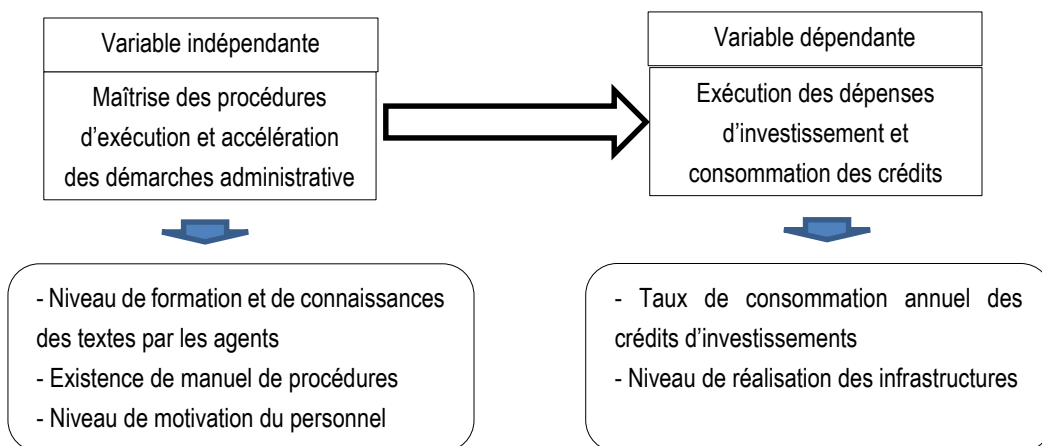 Variable indépendante
Maîtrise des procédures
d'exécution et accélération
des démarches administrative
Variable dépendante
Exécution des dépenses
d'investissement et
consommation des crédits
- Niveau de formation et de connaissances
des textes par les agents
- Existence de manuel de procédures
- Niveau de motivation du personnel
- Taux de consommation annuel des
crédits d'investissements
- Niveau de réalisation des infrastructures